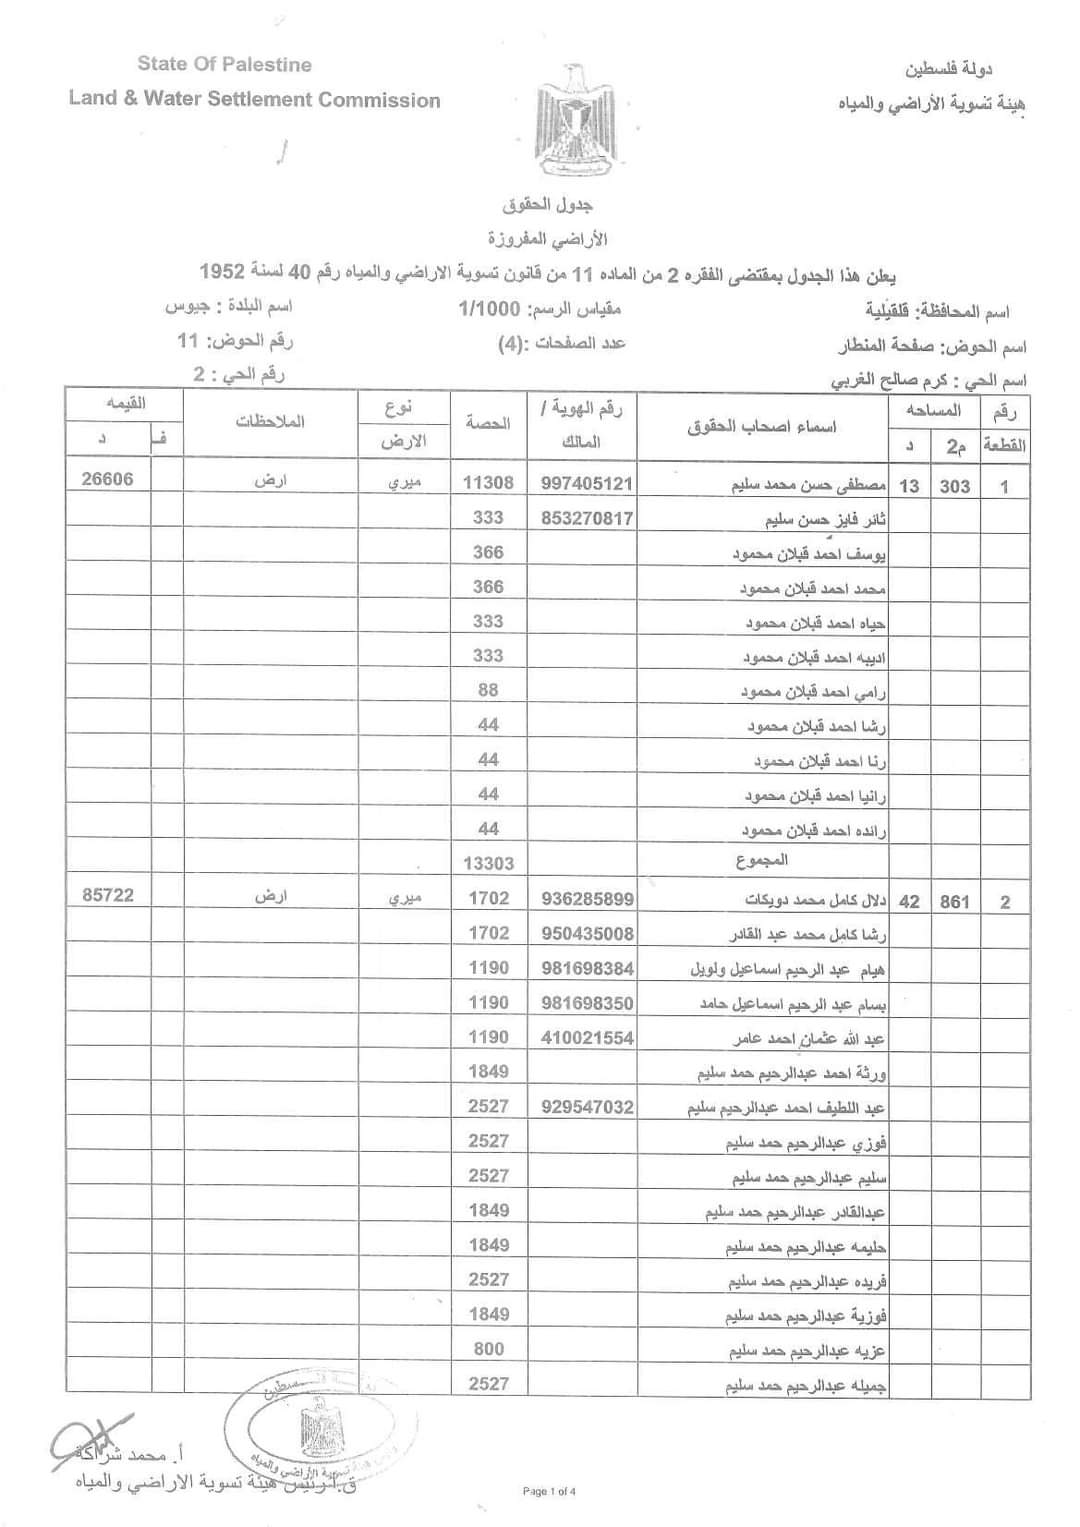 State Of Palestine
Land & Water Settlement Commission
دولة فلسطين
هيئة تسوية الأراضي والمياه
جدول الحقوق
الأراضي المفروزة
يعلن هذا الجدول بمقتضى الفقره 2 من الماده 11 من قانون تسوية الاراضي والمياه رقم 40 لسنة 1952
اسم المحافظة: قلقيلية مقياس الرسم: 1/1000 اسم البلدة : جيوس
اسم الحوض: صفحة المنطار عدد الصفحات :(4) رقم الحوض: 11
اسم الحي : كرم صالح الغربي رقم الحي : 2
رقم القطعة المساحه م2 د اسماء اصحاب الحقوق رقم الهوية / المالك الحصة نوع الارض الملاحظات القيمه ف د
1 303 13 مصطفى حسن محمد سليم 997405121 11308 ميري ارض 26606
ثائر فايز حسن سليم 853270817 333
يوسف احمد قبلان محمود 366
محمد احمد قبلان محمود 366
حياه احمد قبلان محمود 333
اديبه احمد قبلان محمود 333
رامي احمد قبلان محمود 88
رشا احمد قبلان محمود 44
رنا احمد قبلان محمود 44
رانيا احمد قبلان محمود 44
رائده احمد قبلان محمود 44
المجموع 13303
2 861 42 دلال كامل محمد دويكات 936285899 1702 ميري ارض 85722
رشا كامل محمد عبد القادر 950435008 1702
هيام عبد الرحيم اسماعيل ولويل 981698384 1190
بسام عبد الرحيم اسماعيل حامد 981698350 1190
عبد الله عثمان احمد عامر 410021554 1190
ورثة احمد عبدالرحيم حمد سليم 1849
عبد اللطيف احمد عبدالرحيم سليم 929547032 2527
فوزي عبدالرحيم حمد سليم 2527
سليم عبدالرحيم حمد سليم 2527
عبدالقادر عبدالرحيم حمد سليم 1849
حليمه عبدالرحيم حمد سليم 1849
فريده عبدالرحيم حمد سليم 2527
فوزية عبدالرحيم حمد سليم 1849
عزيه عبدالرحيم حمد سليم 800
جميله عبدالرحيم حمد سليم 2527
أ. محمد شراكة
ق.أ.رئيس هيئة تسوية الاراضي والمياه
Page 1 of 4